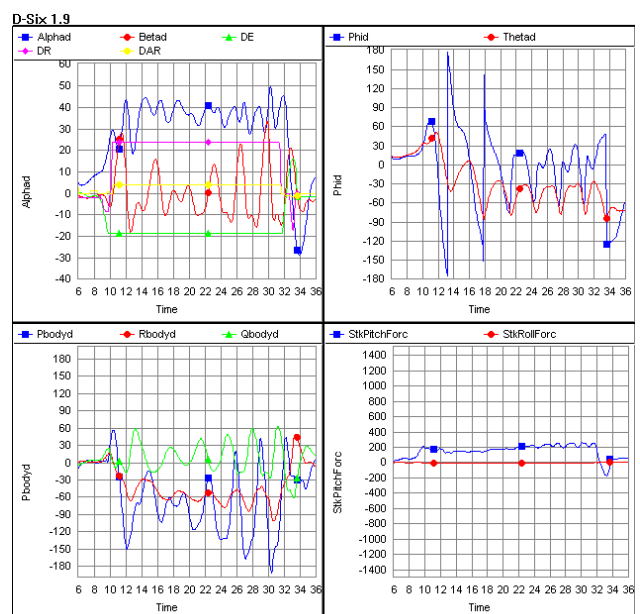 D-Six 1.9
Alphad Betad DE
DR DAR
60
50
40
30
20
10
0
-10
-20
-30
-40
Alphad
6 8 10 12 14 16 18 20 22 24 26 28 30 32 34 36
Time
Phid Thetad
180
150
120
90
60
30
0
-30
-60
-90
-120
-150
-180
Phid
6 8 10 12 14 16 18 20 22 24 26 28 30 32 34 36
Time
Pbodyd Rbodyd Qbodyd
180
150
120
90
60
30
0
-30
-60
-90
-120
-150
-180
Pbodyd
6 8 10 12 14 16 18 20 22 24 26 28 30 32 34 36
Time
StkPitchForc StkRollForc
1400
1200
1000
800
600
400
200
0
-200
-400
-600
-800
-1000
-1200
-1400
StkPitchForc
6 8 10 12 14 16 18 20 22 24 26 28 30 32 34 36
Time